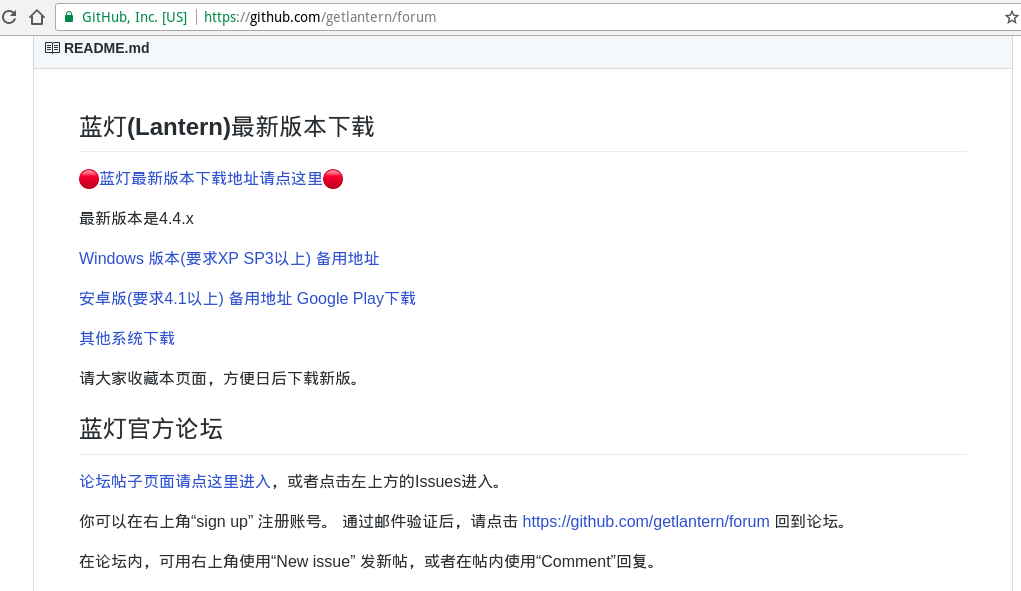 GitHub, Inc. [US] https://github.com/getlantern/forum
README.md
蓝灯(Lantern)最新版本下载
蓝灯最新版本下载地址请点这里
最新版本是4.4.x
Windows 版本(要求XP SP3以上) 备用地址
安卓版(要求4.1以上) 备用地址 Google Play下载
其他系统下载
请大家收藏本页面，方便日后下载新版。
蓝灯官方论坛
论坛帖子页面请点这里进入，或者点击左上方的Issues进入。
你可以在右上角“sign up” 注册账号。 通过邮件验证后，请点击 https://github.com/getlantern/forum 回到论坛。
在论坛内，可用右上角使用“New issue” 发新帖，或者在帖内使用“Comment”回复。